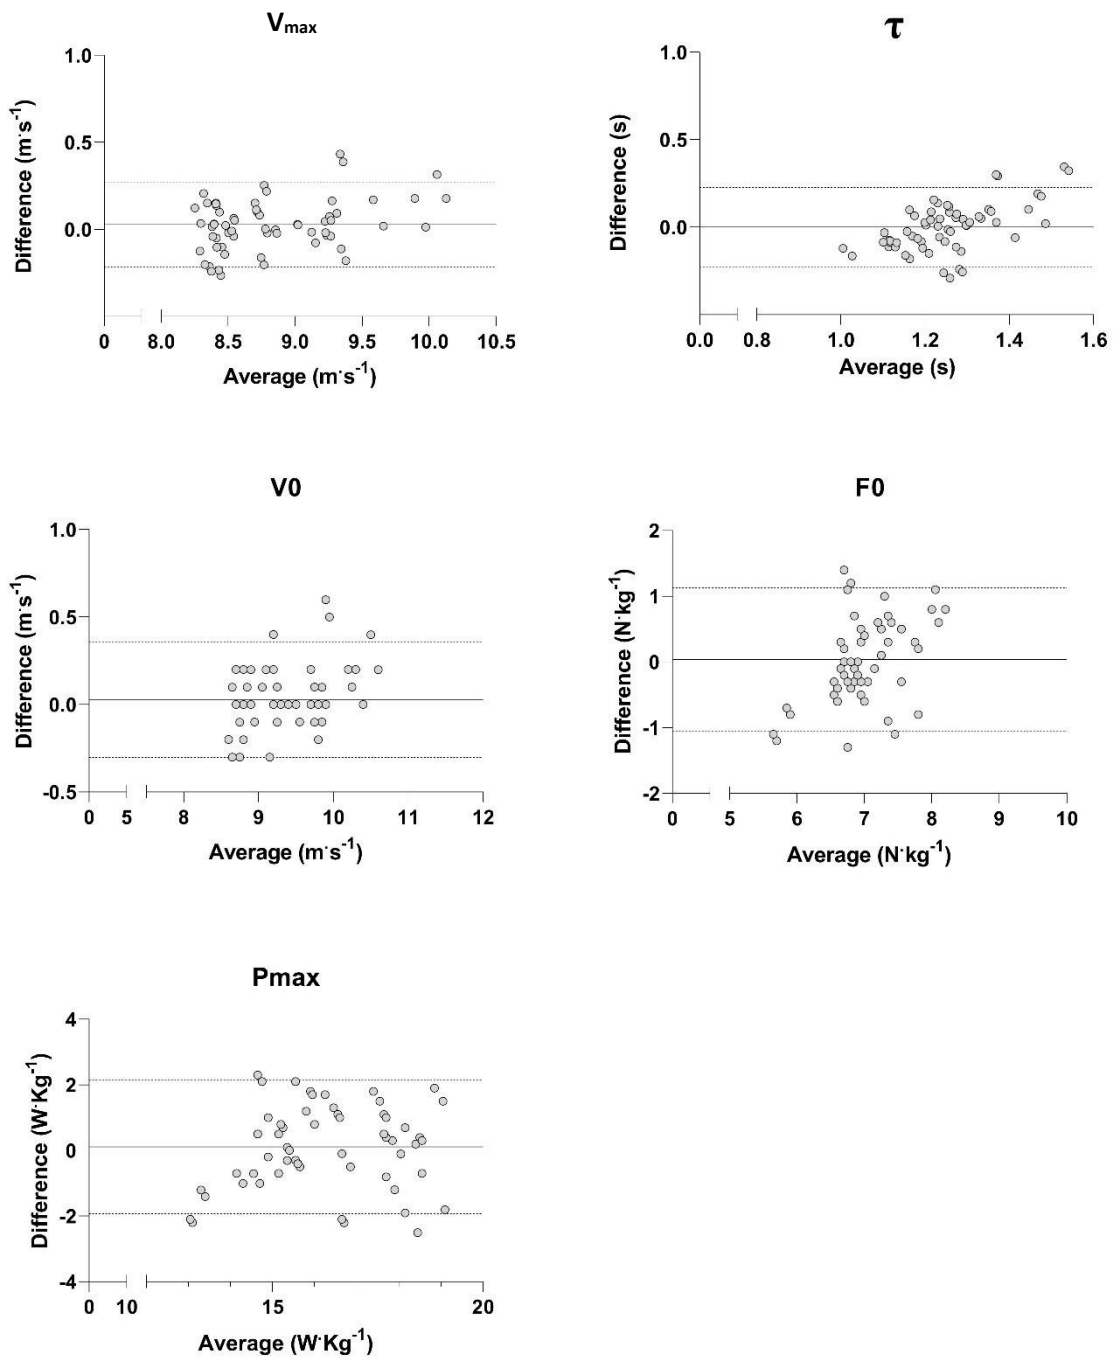 Vmax
1.0
0.5
0.0
Difference (m·s-1)
0 8.0 8.5 9.0 9.5 10.0 10.5
Average (m·s-1)
τ
1.0
0.5
0.0
Difference (s)
0.0 0.8 1.0 1.2 1.4 1.6
Average (s)
V0
1.0
0.5
0.0
-0.5
Difference (m·s-1)
0 5 8 9 10 11 12
Average (m·s-1)
F0
2
1
0
-1
-2
Difference (N·kg-1)
0 5 6 7 8 9 10
Average (N·kg-1)
Pmax
4
2
0
-2
-4
Difference (W·Kg-1)
0 10 15 20
Average (W·Kg-1)